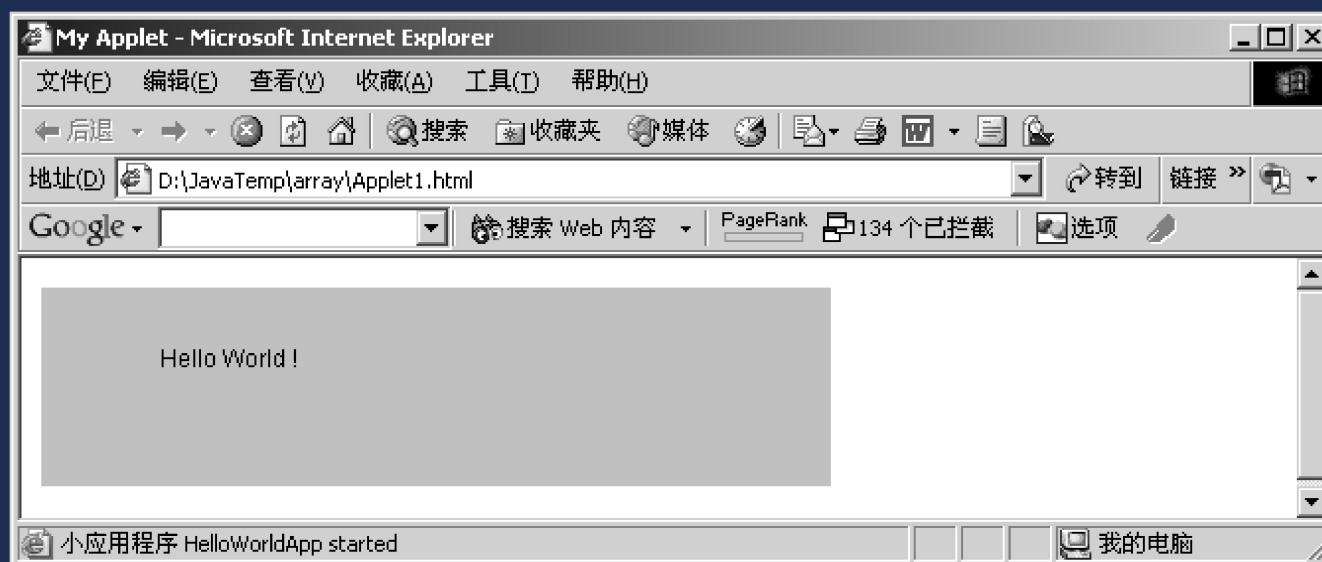 My Applet - Microsoft Internet Explorer
文件(F) 编辑(E) 查看(V) 收藏(A) 工具(T) 帮助(H)
后退 搜索 收藏夹 媒体
地址(D) D:\JavaTemp\array\Applet1.html 转到 链接 »
Google 搜索 Web 内容 PageRank 134 个已拦截 选项
Hello World !
小应用程序 HelloWorldApp started 我的电脑